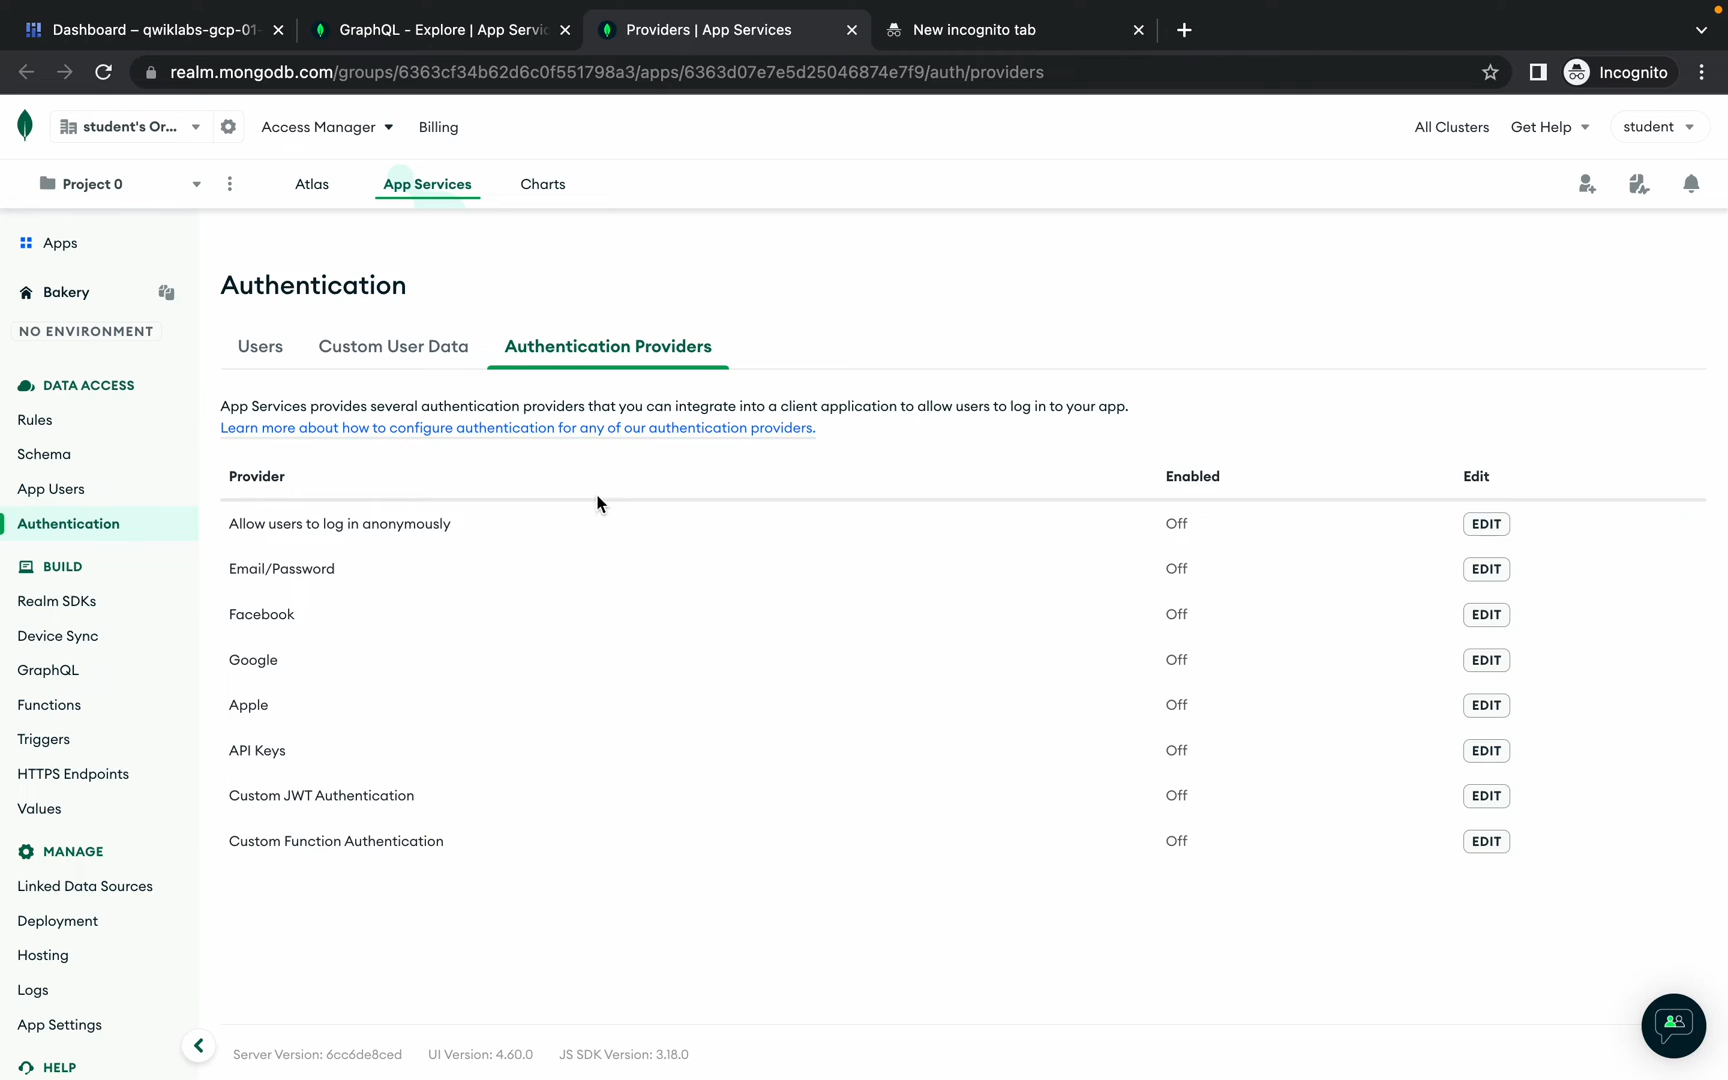 Dashboard – qwiklabs-gcp-01-
GraphQL - Explore | App Servic
Providers | App Services
New incognito tab
realm.mongodb.com/groups/6363cf34b62d6c0f551798a3/apps/6363d07e7e5d25046874e7f9/auth/providers
Incognito
student's Or...
Access Manager
Billing
All Clusters
Get Help
student
Project 0
Atlas
App Services
Charts
Apps
Bakery
NO ENVIRONMENT
DATA ACCESS
Rules
Schema
App Users
Authentication
BUILD
Realm SDKs
Device Sync
GraphQL
Functions
Triggers
HTTPS Endpoints
Values
MANAGE
Linked Data Sources
Deployment
Hosting
Logs
App Settings
HELP
Authentication
Users
Custom User Data
Authentication Providers
App Services provides several authentication providers that you can integrate into a client application to allow users to log in to your app.
Learn more about how to configure authentication for any of our authentication providers.
Provider Enabled Edit
Allow users to log in anonymously Off EDIT
Email/Password Off EDIT
Facebook Off EDIT
Google Off EDIT
Apple Off EDIT
API Keys Off EDIT
Custom JWT Authentication Off EDIT
Custom Function Authentication Off EDIT
Server Version: 6cc6de8ced UI Version: 4.60.0 JS SDK Version: 3.18.0